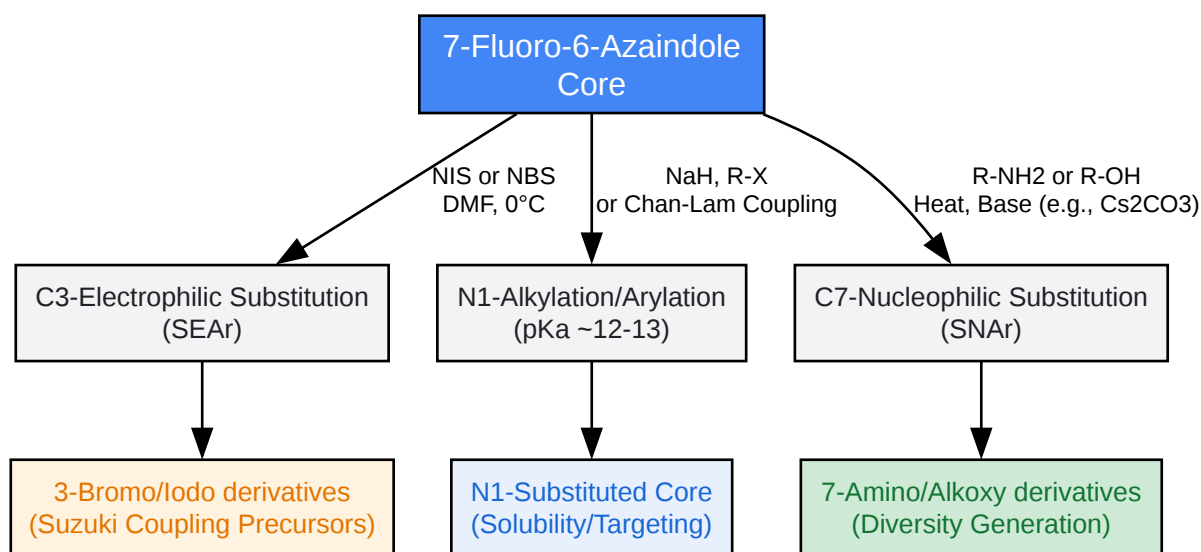 7-Fluoro-6-Azaindole
Core
NIS or NBS
DMF, 0°C
NaH, R-X
or Chan-Lam Coupling
R-NH2 or R-OH
Heat, Base (e.g., Cs2CO3)
C3-Electrophilic Substitution
(SEAr)
N1-Alkylation/Arylation
(pKa ~12-13)
C7-Nucleophilic Substitution
(SNAr)
3-Bromo/Iodo derivatives
(Suzuki Coupling Precursors)
N1-Substituted Core
(Solubility/Targeting)
7-Amino/Alkoxy derivatives
(Diversity Generation)